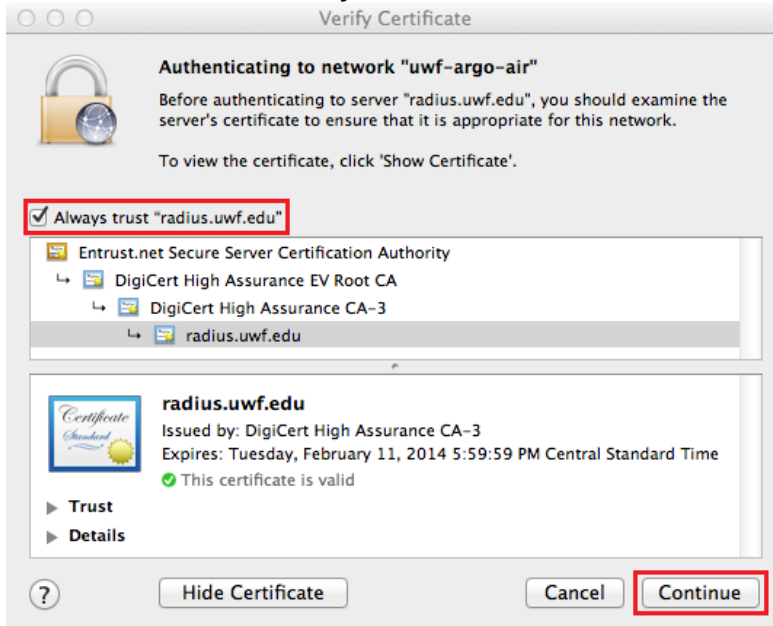 Verify Certificate
Authenticating to network "uwf-argo-air"
Before authenticating to server "radius.uwf.edu", you should examine the
server's certificate to ensure that it is appropriate for this network.
To view the certificate, click 'Show Certificate'.
Always trust "radius.uwf.edu"
Entrust.net Secure Server Certification Authority
DigiCert High Assurance EV Root CA
DigiCert High Assurance CA-3
radius.uwf.edu
Certificate
Standard
radius.uwf.edu
Issued by: DigiCert High Assurance CA-3
Expires: Tuesday, February 11, 2014 5:59:59 PM Central Standard Time
This certificate is valid
Trust
Details
? Hide Certificate Cancel Continue